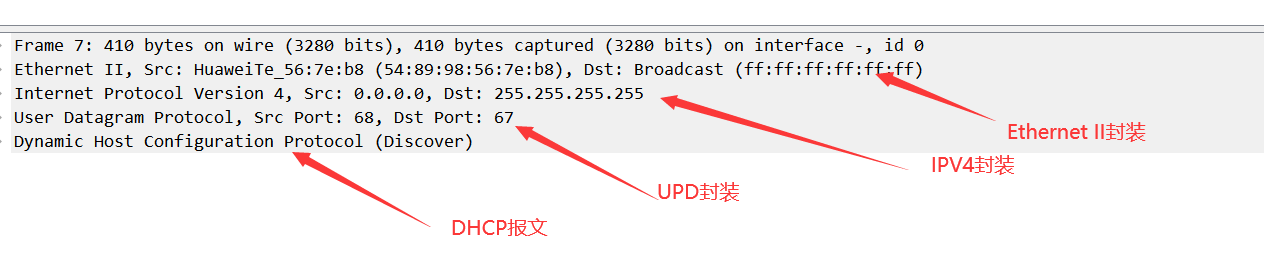 Frame 7: 410 bytes on wire (3280 bits), 410 bytes captured (3280 bits) on interface -, id 0
Ethernet II, Src: HuaweiTe_56:7e:b8 (54:89:98:56:7e:b8), Dst: Broadcast (ff:ff:ff:ff:ff:ff)
Internet Protocol Version 4, Src: 0.0.0.0, Dst: 255.255.255.255
User Datagram Protocol, Src Port: 68, Dst Port: 67
Dynamic Host Configuration Protocol (Discover)
Ethernet II封装
IPV4封装
UPD封装
DHCP报文